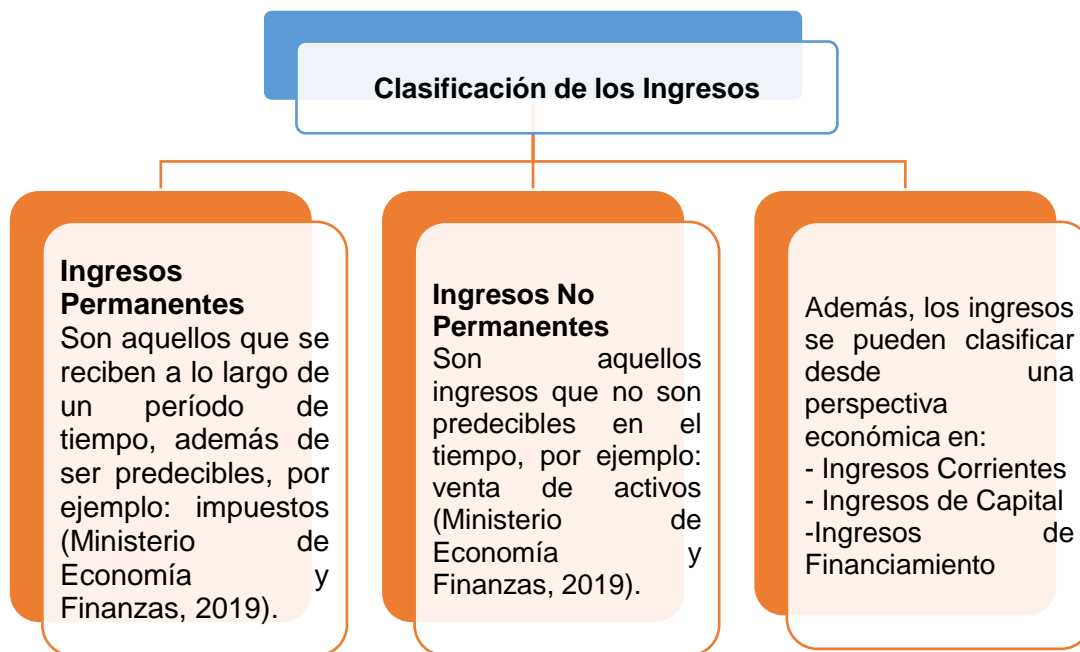 Clasificación de los Ingresos
Ingresos
Permanentes
Son aquellos que se
reciben a lo largo de
un período de
tiempo, además de
ser predecibles, por
ejemplo: impuestos
(Ministerio de
Economía y
Finanzas, 2019).
Ingresos No
Permanentes
Son aquellos
ingresos que no son
predecibles en el
tiempo, por ejemplo:
venta de activos
(Ministerio de
Economía y
Finanzas, 2019).
Además, los ingresos
se pueden clasificar
desde una
perspectiva
económica en:
- Ingresos Corrientes
- Ingresos de Capital
-Ingresos de
Financiamiento